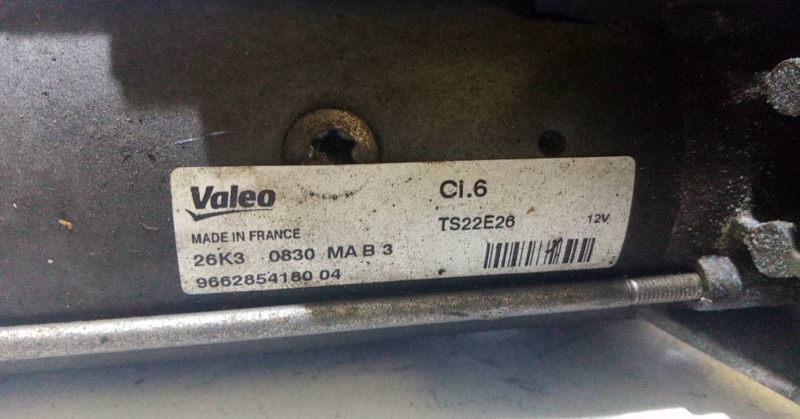 Valeo
Cl.6
TS22E26 12V
MADE IN FRANCE
26K3 0830 MA B 3
9662854180 04